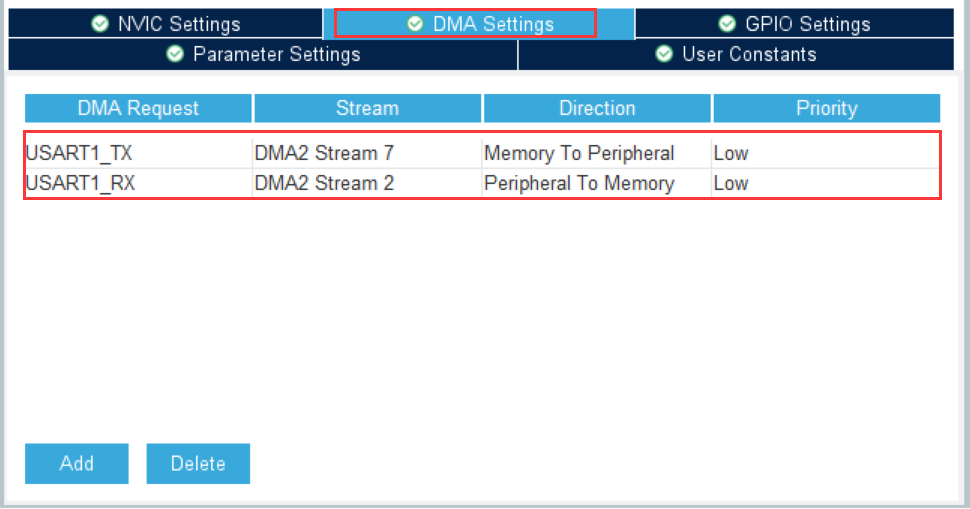 NVIC Settings DMA Settings GPIO Settings
Parameter Settings User Constants
DMA Request Stream Direction Priority
USART1_TX DMA2 Stream 7 Memory To Peripheral Low
USART1_RX DMA2 Stream 2 Peripheral To Memory Low
Add Delete